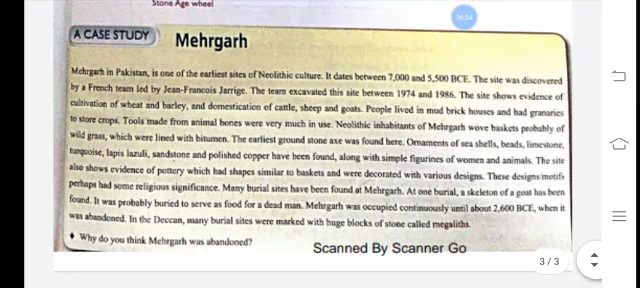 Stone Age wheel
06:34
A CASE STUDY Mehrgarh
Mehrgarh in Pakistan, is one of the earliest sites of Neolithic culture. It dates between 7,000 and 5,500 BCE. The site was discovered
by a French team led by Jean-Francois Jarrige. The team excavated this site between 1974 and 1986. The site shows evidence of
cultivation of wheat and barley, and domestication of cattle, sheep and goats. People lived in mud brick houses and had granaries
to store crops. Tools made from animal bones were very much in use. Neolithic inhabitants of Mehrgarh wove baskets probably of
wild grass, which were lined with bitumen. The earliest ground stone axe was found here. Ornaments of sea shells, beads, limestone,
turquoise, lapis lazuli, sandstone and polished copper have been found, along with simple figurines of women and animals. The site
also shows evidence of pottery which had shapes similar to baskets and were decorated with various designs. These designs/motifs
perhaps had some religious significance. Many burial sites have been found at Mehrgarh. At one burial, a skeleton of a goat has been
found. It was probably buried to serve as food for a dead man. Mehrgarh was occupied continuously until about 2,600 BCE, when it
was abandoned. In the Deccan, many burial sites were marked with huge blocks of stone called megaliths.
♦ Why do you think Mehrgarh was abandoned?
Scanned By Scanner Go
3 / 3